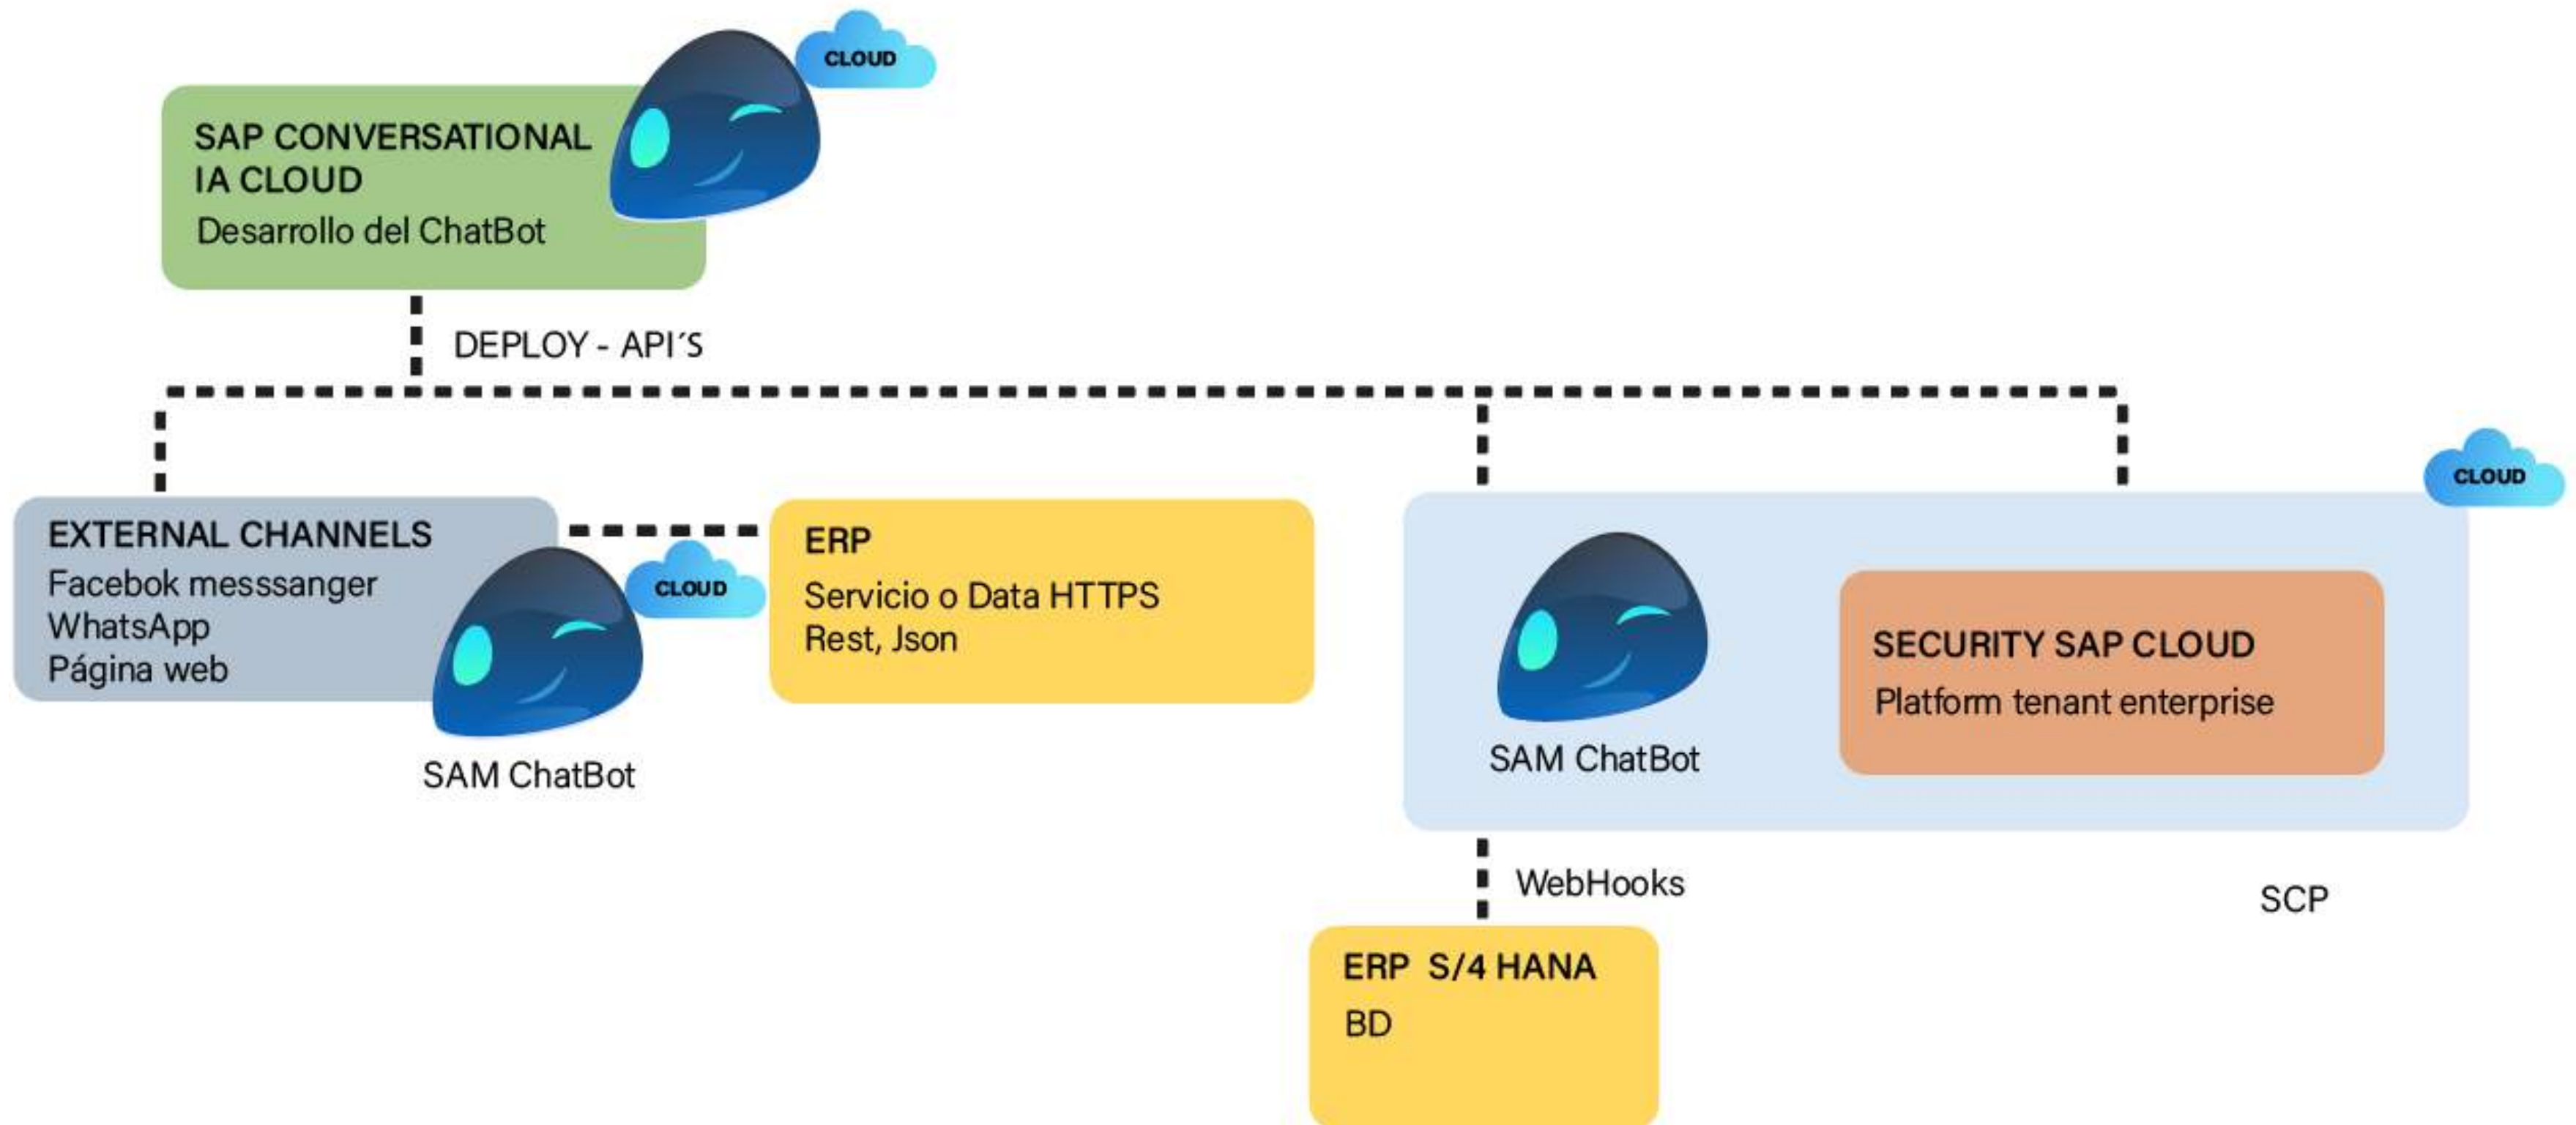 CLOUD
SAP CONVERSATIONAL
IA CLOUD
Desarrollo del ChatBot
DEPLOY - API´S
EXTERNAL CHANNELS
Facebok messsanger
WhatsApp
Página web
CLOUD
SAM ChatBot
ERP
Servicio o Data HTTPS
Rest, Json
CLOUD
SAM ChatBot
SECURITY SAP CLOUD
Platform tenant enterprise
WebHooks
SCP
ERP S/4 HANA
BD